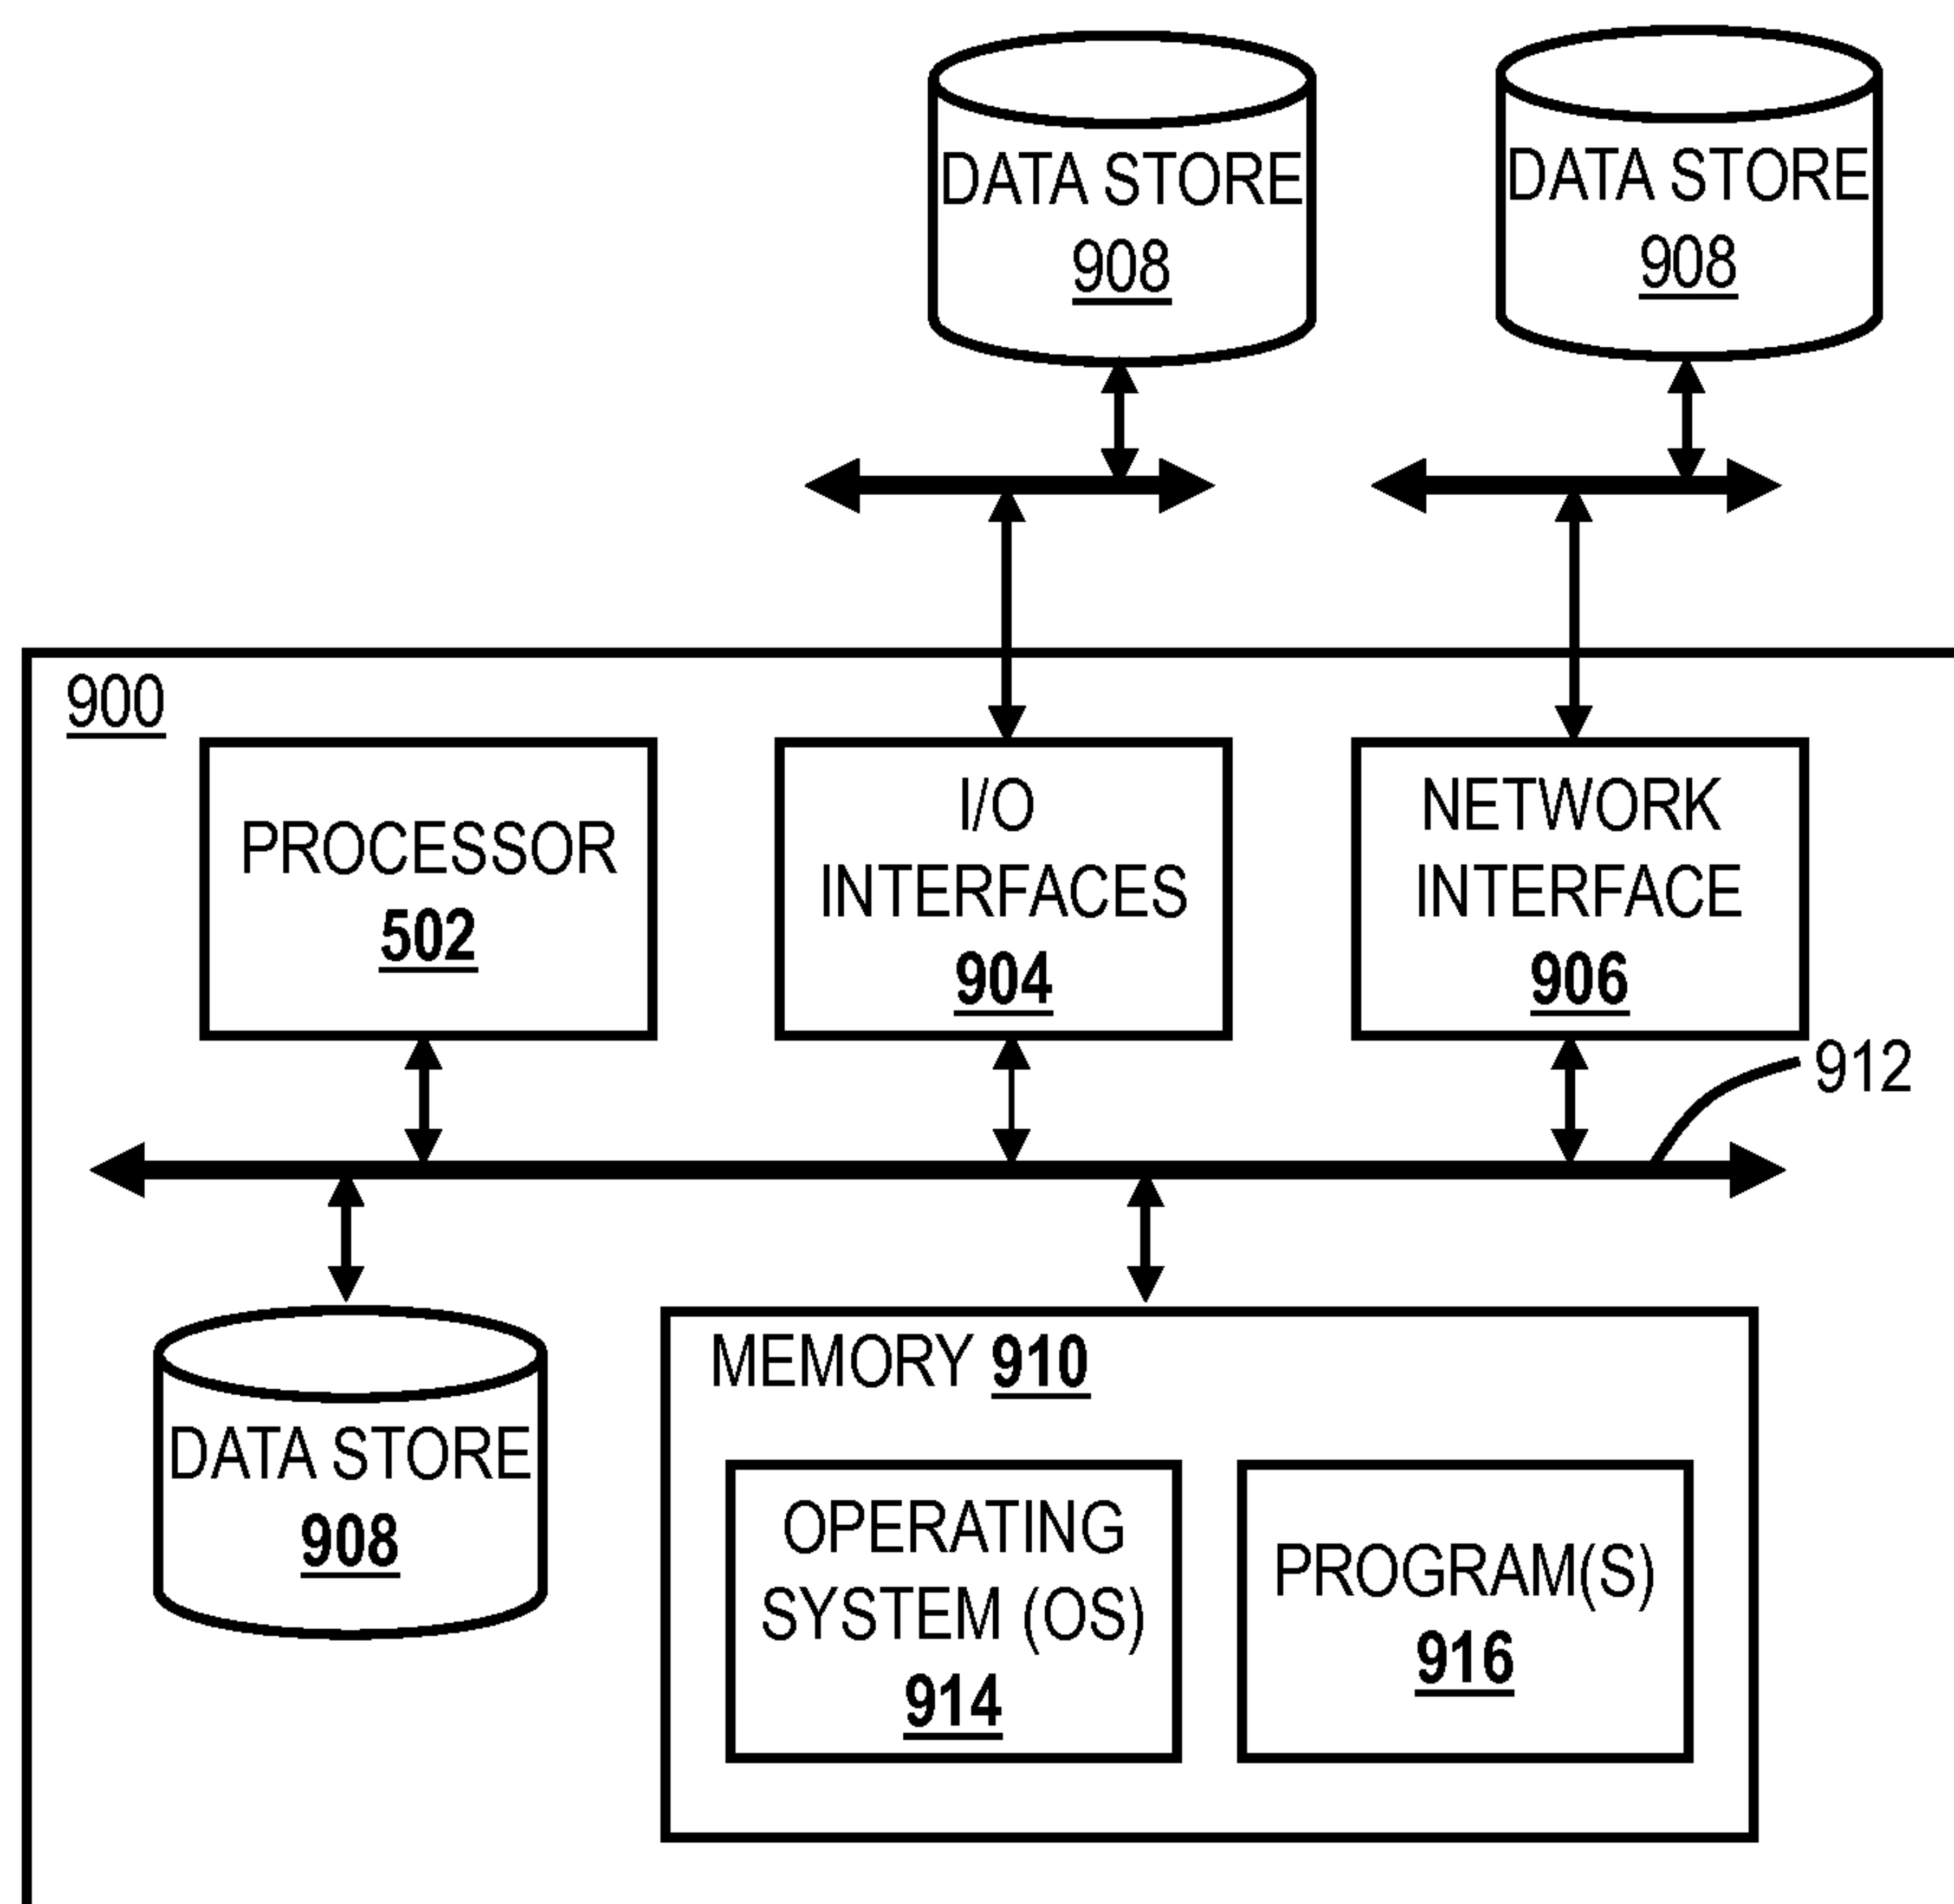 DATA STORE
908
DATA STORE
908
900
PROCESSOR
502
I/O
INTERFACES
904
NETWORK
INTERFACE
906
912
DATA STORE
908
MEMORY 910
OPERATING
SYSTEM (OS)
914
PROGRAM(S)
916